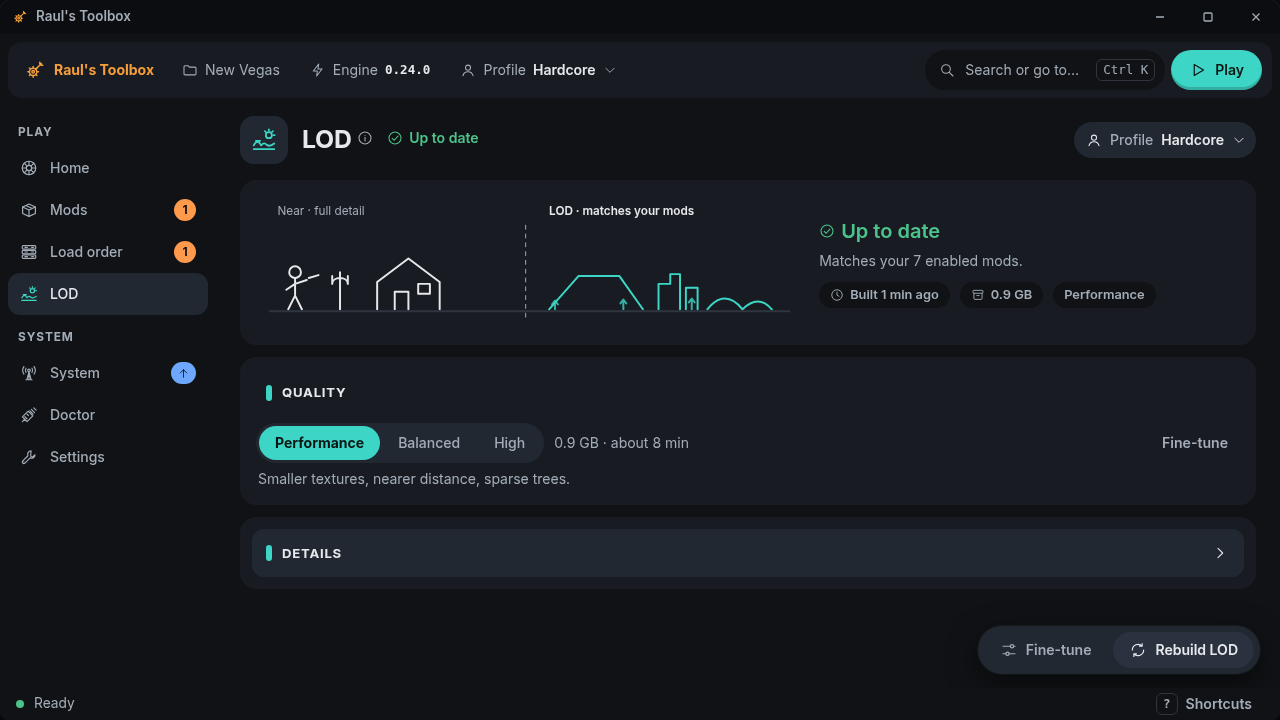 Raul's Toolbox
Raul's Toolbox New Vegas Engine 0.24.0 Profile Hardcore Search or go to... Ctrl K Play
PLAY
Home
Mods 1
Load order 1
LOD
SYSTEM
System
Doctor
Settings
LOD Up to date Profile Hardcore
Near · full detail LOD · matches your mods
Up to date
Matches your 7 enabled mods.
Built 1 min ago 0.9 GB Performance
QUALITY
Performance Balanced High 0.9 GB · about 8 min Fine-tune
Smaller textures, nearer distance, sparse trees.
DETAILS
Fine-tune Rebuild LOD
Ready ? Shortcuts